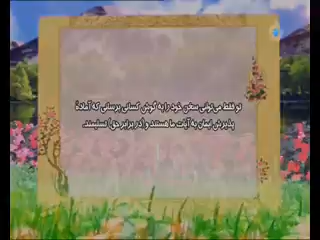 تو فقط می‌توانی سخن خود را به گوش کسانی برسانی که آمادهٔ
پذیرش ایمان به آیات ما هستند و (در برابر حق) تسلیمند.